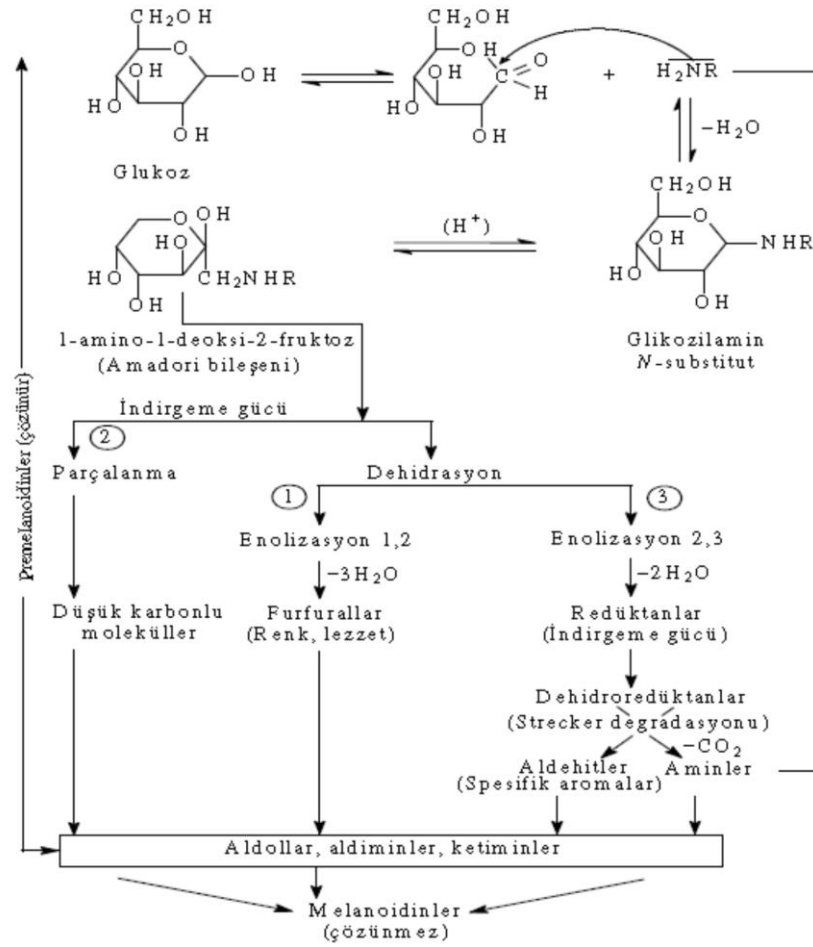 CH₂OH
O
OH
OH
HO
OH
Glukoz
CH₂OH
OH
OH
HO
OH
H
C
O
H
+
H₂NR
−H₂O
CH₂OH
O
OH
HO
NHR
OH
Glikozilamin
N-substitut
(H⁺)
O
OH
OH
HO
OH
CH₂NHR
1-amino-1-deoksi-2-fruktoz
(Amadori bileşeni)
Premelanoidinler (çözünür)
İndirgeme gücü
2
Parçalanma
Dehidrasyon
1
3
Enolizasyon 1,2
Enolizasyon 2,3
−3H₂O
−2H₂O
Düşük karbonlu
moleküller
Furfurallar
(Renk, lezzet)
Redüktanlar
(İndirgeme gücü)
Dehidroredüktanlar
(Strecker degradasyonu)
−CO₂
Aldehitler
(Spesifik aromalar)
Aminler
Aldollar, aldiminler, ketiminler
Melanoidinler
(çözünmez)